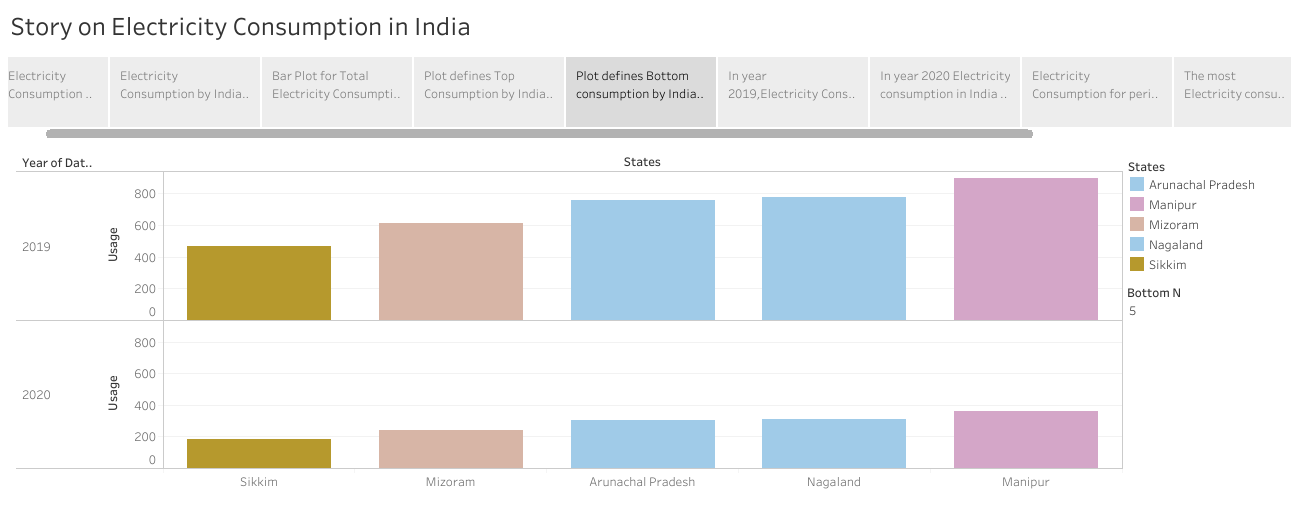 Story on Electricity Consumption in India
Electricity
Consumption ..
Electricity
Consumption by India..
Bar Plot for Total
Electricity Consumpti..
Plot defines Top
Consumption by India..
Plot defines Bottom
consumption by India..
In year
2019,Electricity Cons..
In year 2020 Electricity
consumption in India ..
Electricity
Consumption for peri..
The most
Electricity consu..
Year of Dat..
States
2019
Usage
800
600
400
200
0
2020
Usage
800
600
400
200
0
Sikkim
Mizoram
Arunachal Pradesh
Nagaland
Manipur
States
Arunachal Pradesh
Manipur
Mizoram
Nagaland
Sikkim
Bottom N
5